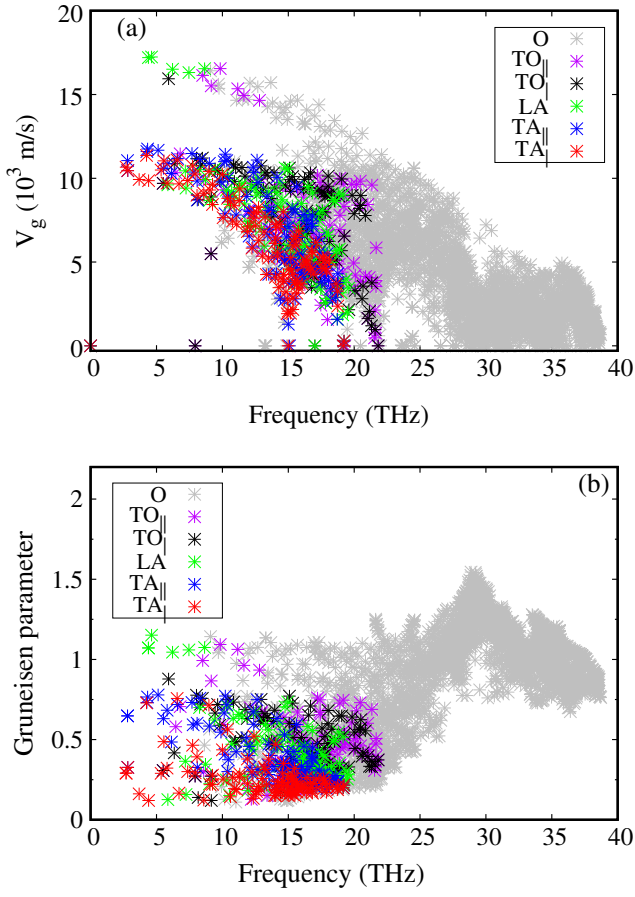 (a)
O
TO||
TO|
LA
TA||
TA|
20
15
10
5
0
V_g (10^3 m/s)
0 5 10 15 20 25 30 35 40
Frequency (THz)
(b)
O
TO||
TO|
LA
TA||
TA|
2
1.5
1
0.5
0
Gruneisen parameter
0 5 10 15 20 25 30 35 40
Frequency (THz)